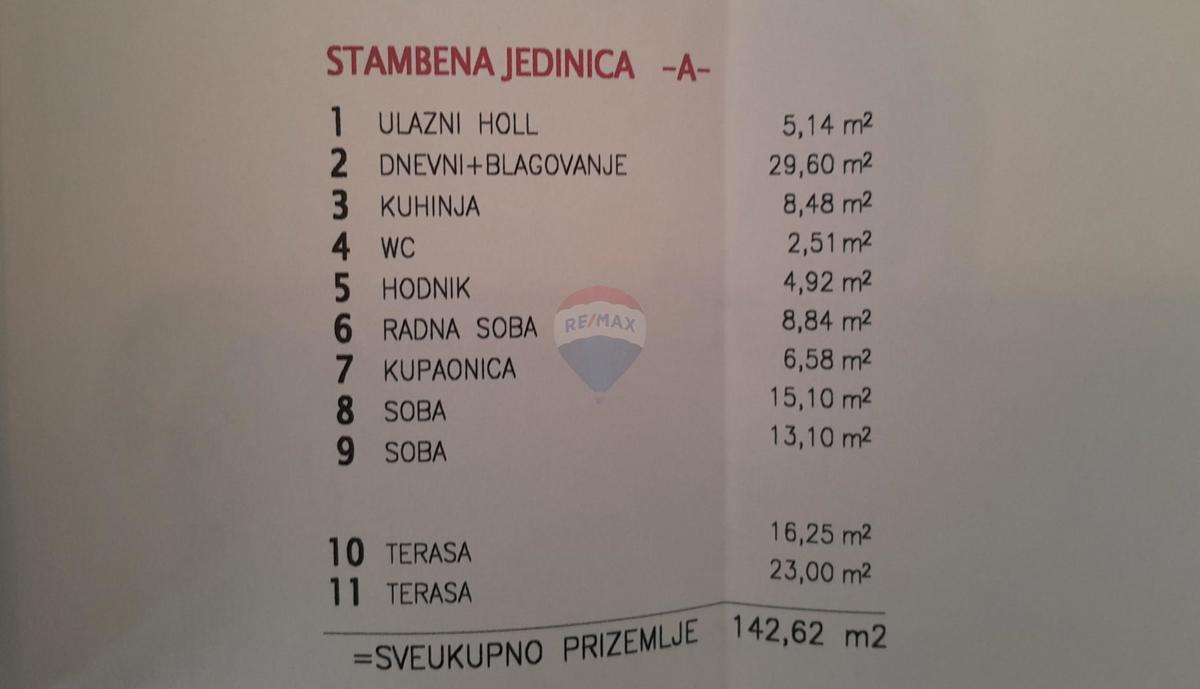 STAMBENA JEDINICA -A-
1 ULAZNI HOLL 5,14 m²
2 DNEVNI+BLAGOVANJE 29,60 m²
3 KUHINJA 8,48 m²
4 WC 2,51 m²
5 HODNIK 4,92 m²
6 RADNA SOBA 8,84 m²
7 KUPAONICA 6,58 m²
8 SOBA 15,10 m²
9 SOBA 13,10 m²
RE/MAX
10 TERASA 16,25 m²
11 TERASA 23,00 m²
=SVEUKUPNO PRIZEMLJE 142,62 m2